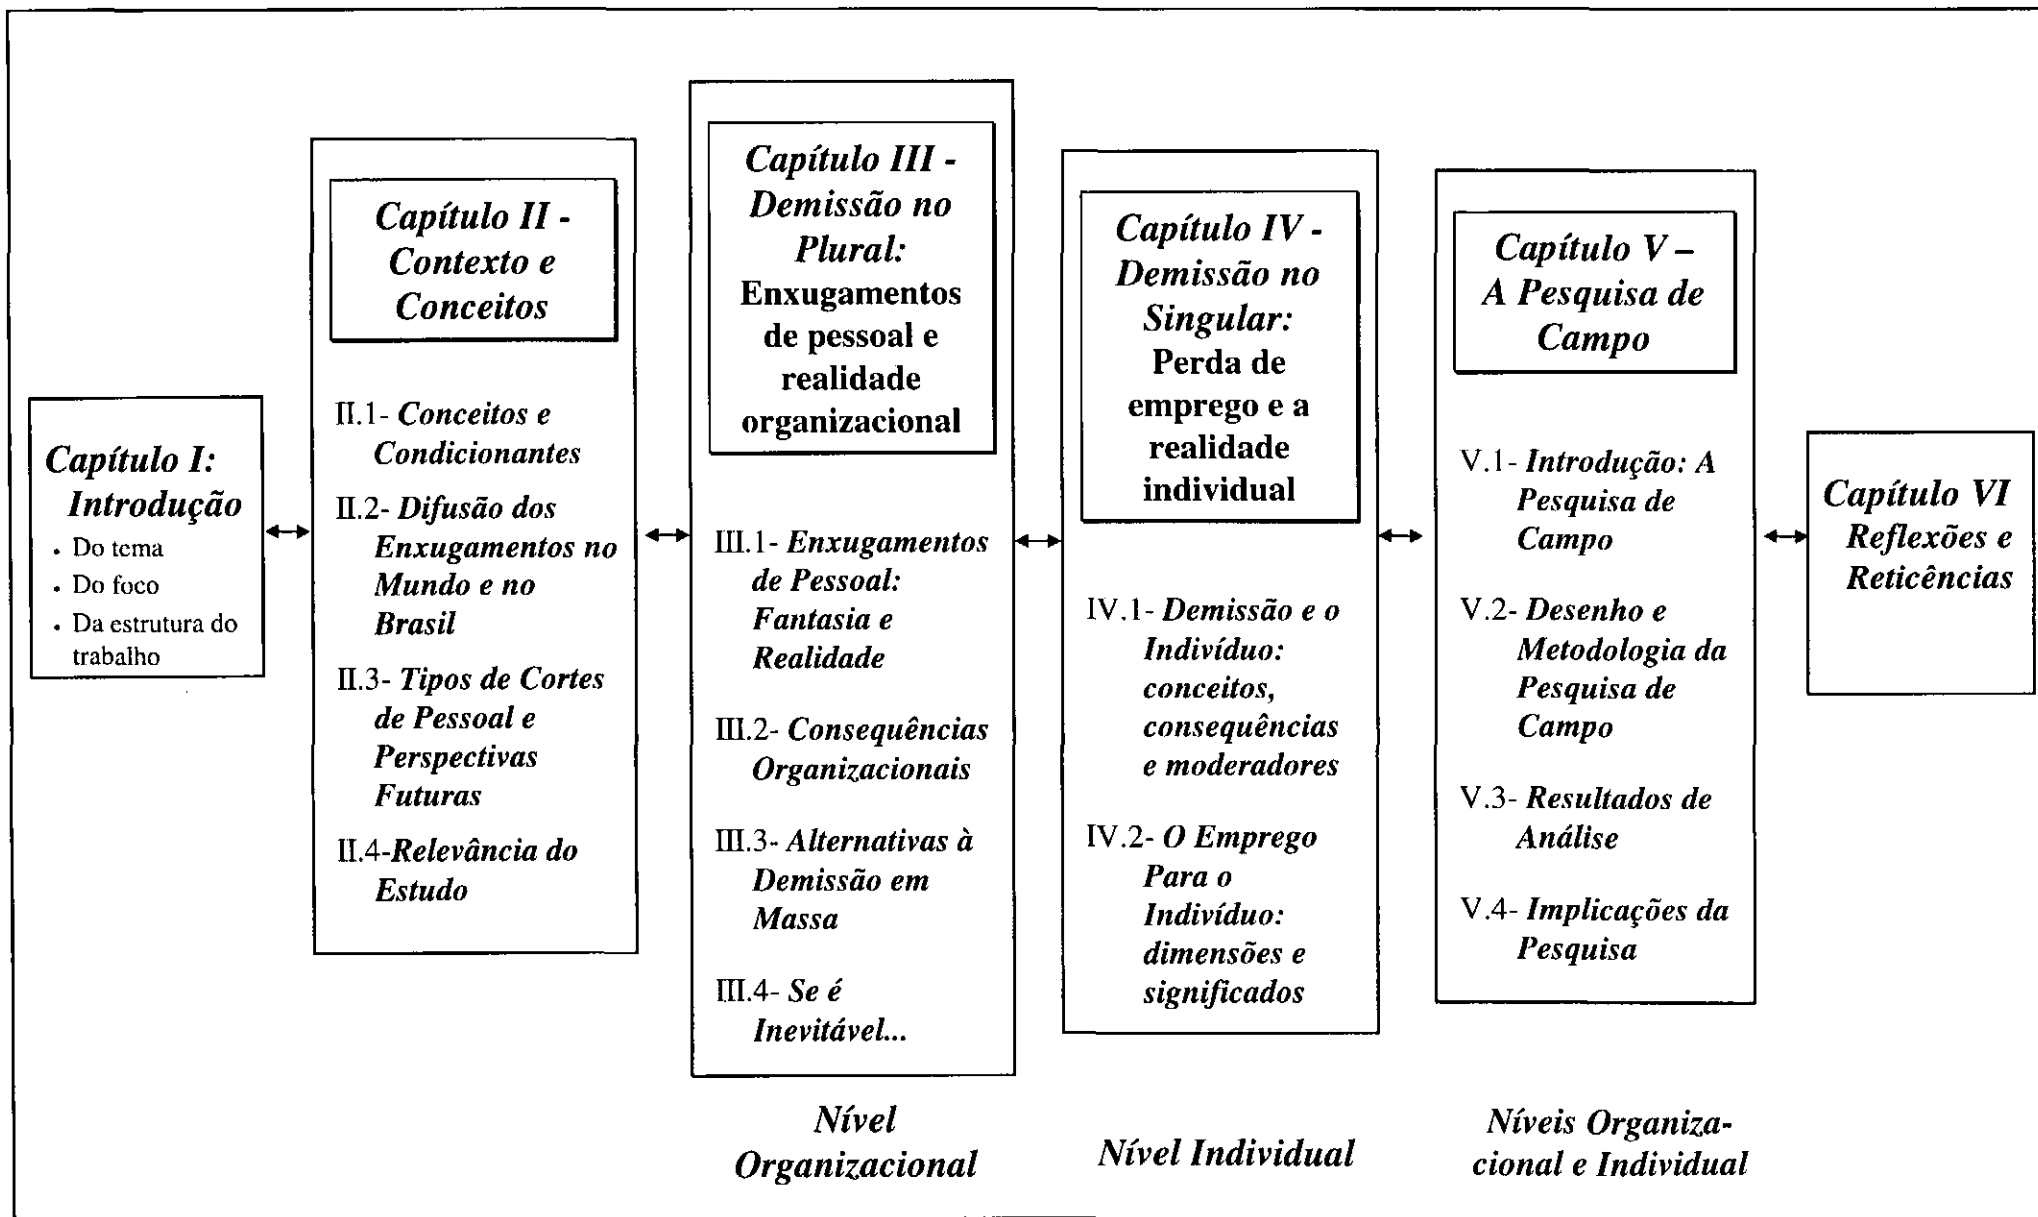 Capítulo I:
Introdução
• Do tema
• Do foco
• Da estrutura do
trabalho
Capítulo II -
Contexto e
Conceitos
II.1- Conceitos e
Condicionantes
II.2- Difusão dos
Enxugamentos no
Mundo e no
Brasil
II.3- Tipos de Cortes
de Pessoal e
Perspectivas
Futuras
II.4-Relevância do
Estudo
Capítulo III -
Demissão no
Plural:
Enxugamentos
de pessoal e
realidade
organizacional
III.1- Enxugamentos
de Pessoal:
Fantasia e
Realidade
III.2- Consequências
Organizacionais
III.3- Alternativas à
Demissão em
Massa
III.4- Se é
Inevitável...
Nível
Organizacional
Capítulo IV -
Demissão no
Singular:
Perda de
emprego e a
realidade
individual
IV.1- Demissão e o
Indivíduo:
conceitos,
consequências
e moderadores
IV.2- O Emprego
Para o
Indivíduo:
dimensões e
significados
Nível Individual
Capítulo V –
A Pesquisa de
Campo
V.1- Introdução: A
Pesquisa de
Campo
V.2- Desenho e
Metodologia da
Pesquisa de
Campo
V.3- Resultados de
Análise
V.4- Implicações da
Pesquisa
Níveis Organiza-
cional e Individual
Capítulo VI
Reflexões e
Reticências